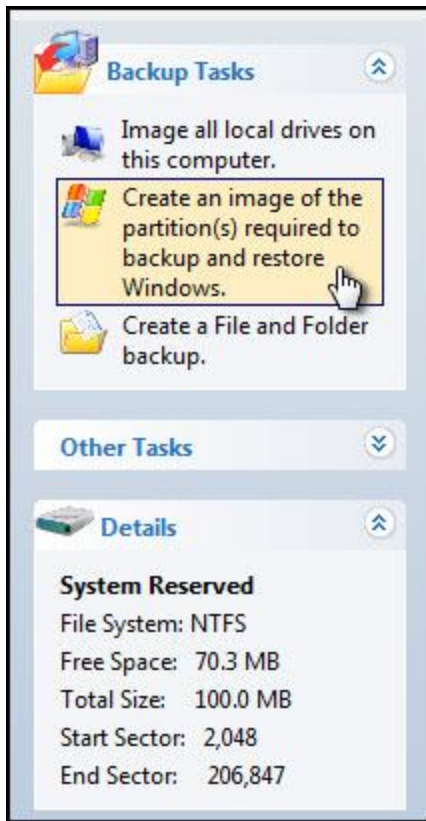 Backup Tasks
Image all local drives on
this computer.
Create an image of the
partition(s) required to
backup and restore
Windows.
Create a File and Folder
backup.
Other Tasks
Details
System Reserved
File System: NTFS
Free Space: 70.3 MB
Total Size: 100.0 MB
Start Sector: 2,048
End Sector: 206,847